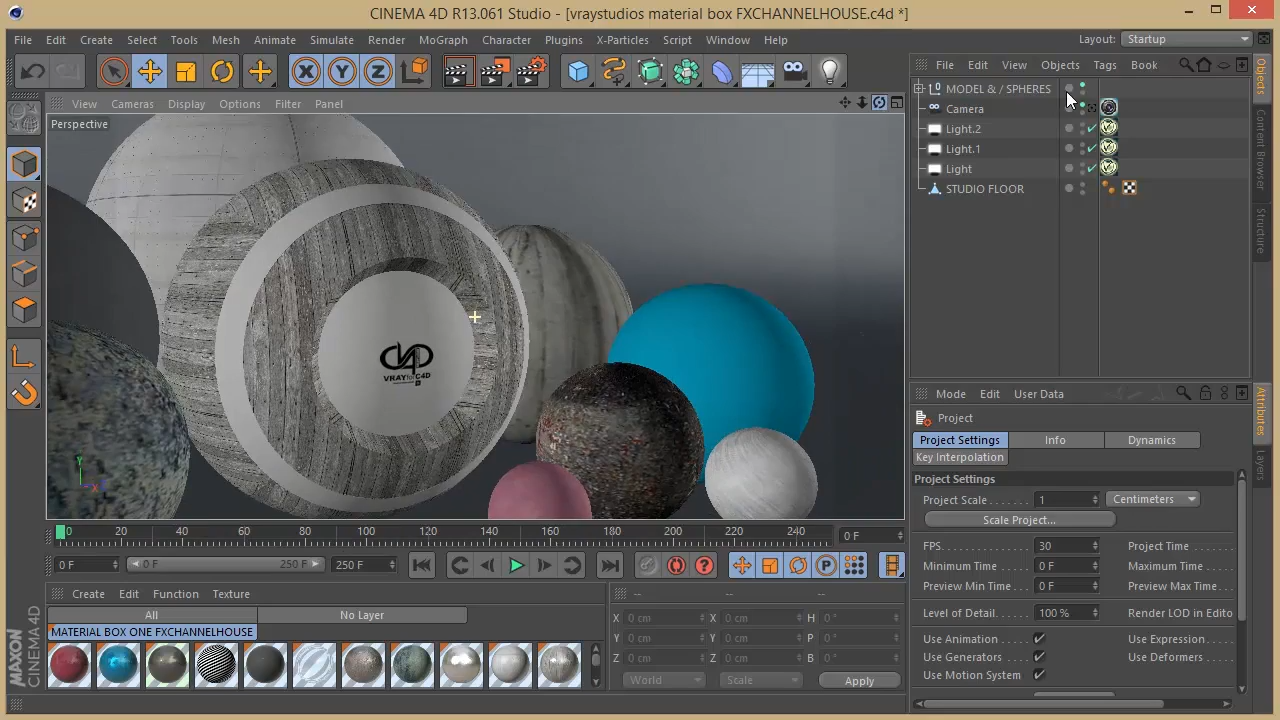 CINEMA 4D R13.061 Studio - [vraystudios material box FXCHANNELHOUSE.c4d *]
File Edit Create Select Tools Mesh Animate Simulate Render MoGraph Character Plugins X-Particles Script Window Help
Layout: Startup
X Y Z
File Edit View Objects Tags Book
MODEL & / SPHERES
Camera
Light.2
Light.1
Light
STUDIO FLOOR
Objects
Content Browser
Structure
View Cameras Display Options Filter Panel
Perspective
VRAYforC4D
Y
X
Mode Edit User Data
Project
Project Settings Info Dynamics
Key Interpolation
Attributes
Layers
Project Settings
Project Scale . . . . . . 1 Centimeters
Scale Project...
FPS. 30 Project Time
Minimum Time 0 F Maximum Time
Preview Min Time 0 F Preview Max Time
Level of Detail. 100 % Render LOD in Edito
Use Animation Use Expression
Use Generators Use Deformers
Use Motion System
0 20 40 60 80 100 120 140 160 180 200 220 240 0 F
0 F 0 F 250 F 250 F
P
Create Edit Function Texture
All No Layer
MATERIAL BOX ONE FXCHANNELHOUSE
-- -- --
X 0 cm X 0 cm H 0 °
Y 0 cm Y 0 cm P 0 °
Z 0 cm Z 0 cm B 0 °
World Scale Apply
MAXON
CINEMA 4D